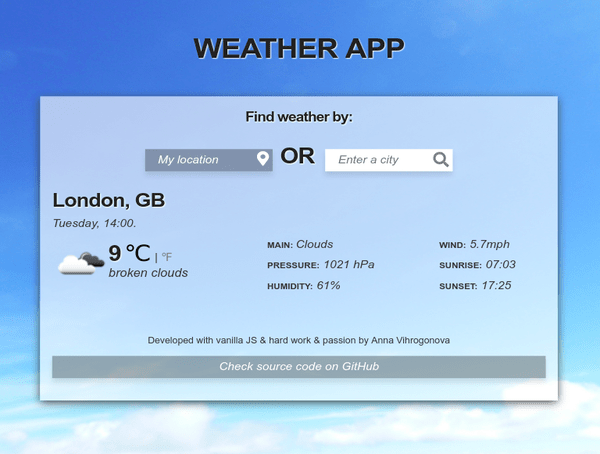 WEATHER APP
Find weather by:
My location OR Enter a city
London, GB
Tuesday, 14:00.
9 °C | °F
broken clouds
MAIN: Clouds
PRESSURE: 1021 hPa
HUMIDITY: 61%
WIND: 5.7mph
SUNRISE: 07:03
SUNSET: 17:25
Developed with vanilla JS & hard work & passion by Anna Vihrogonova
Check source code on GitHub